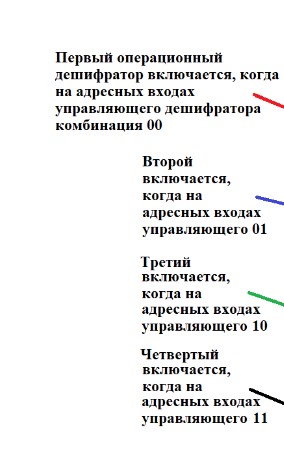 Первый операционный
дешифратор включается, когда
на адресных входах
управляющего дешифратора
комбинация 00
Второй
включается,
когда на
адресных входах
управляющего 01
Третий
включается,
когда на
адресных входах
управляющего 10
Четвертый
включается,
когда на
адресных входах
управляющего 11